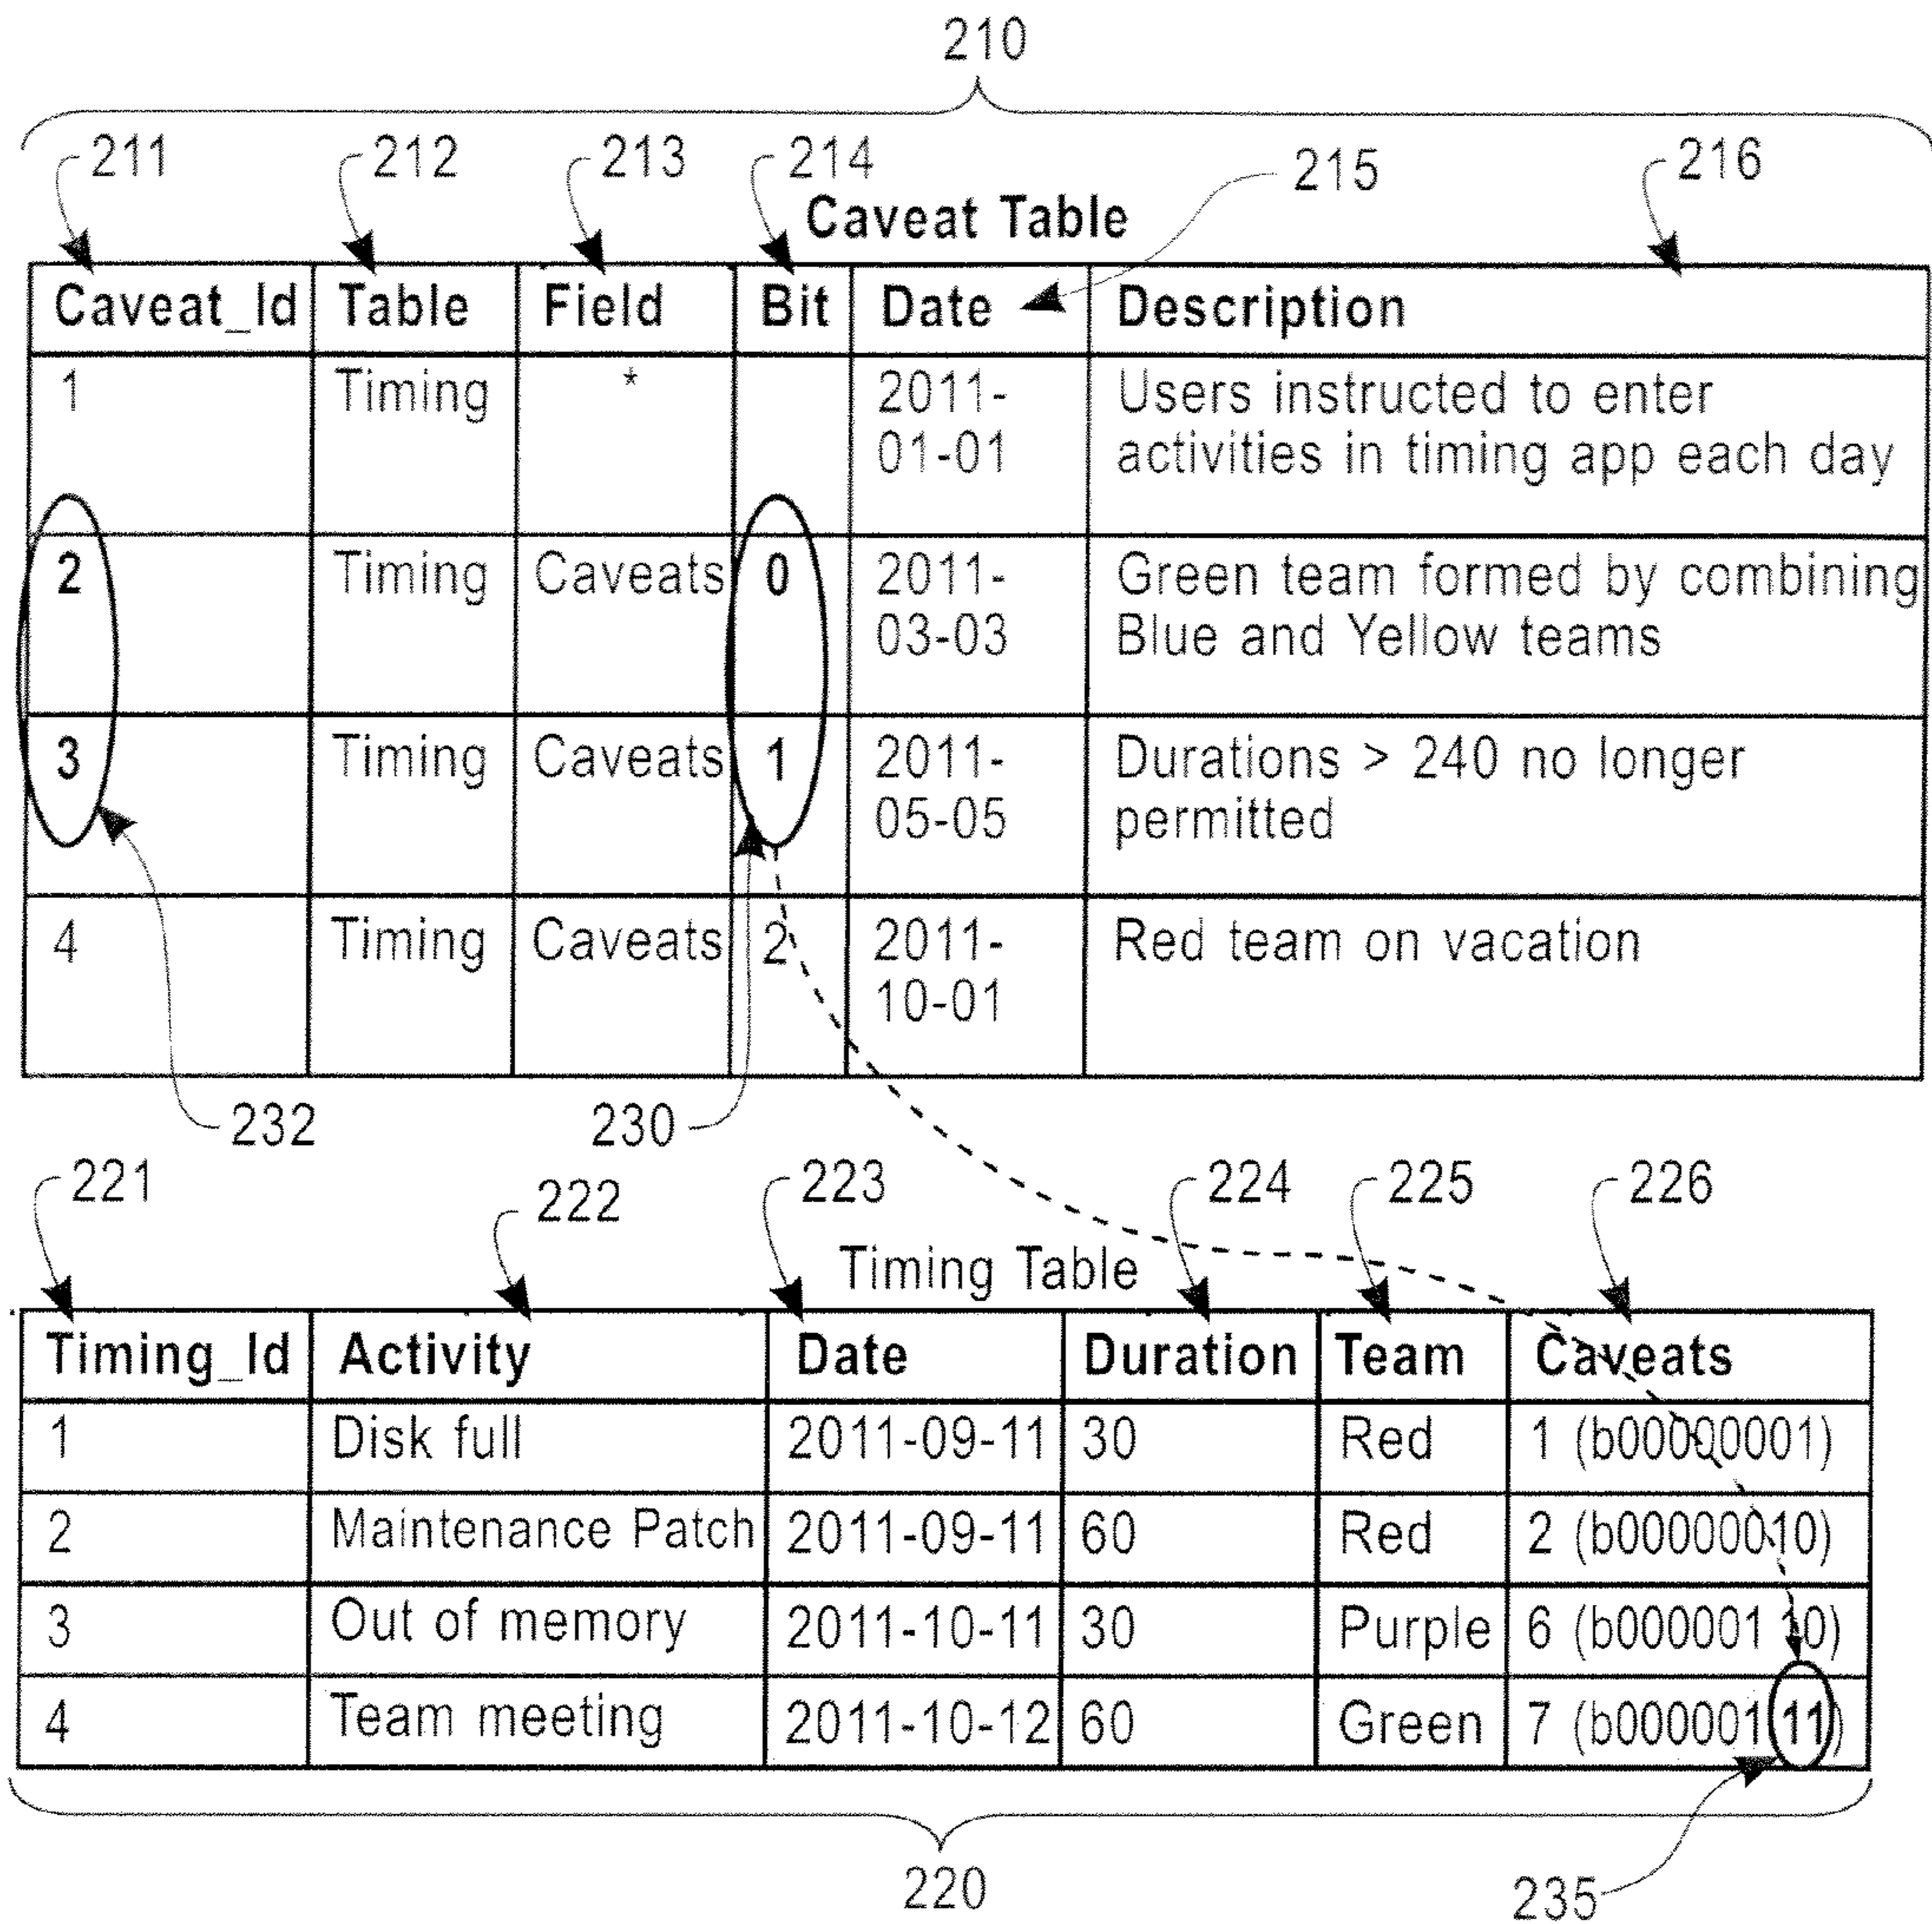 210
211 212 213 214 215 216
Caveat Table
Caveat_Id Table Field Bit Date Description
1 Timing * 2011- Users instructed to enter
01-01 activities in timing app each day
2 Timing Caveats 0 2011- Green team formed by combining
03-03 Blue and Yellow teams
3 Timing Caveats 1 2011- Durations > 240 no longer
05-05 permitted
4 Timing Caveats 2 2011- Red team on vacation
10-01
232 230
221 222 223 224 225 226
Timing Table
Timing_Id Activity Date Duration Team Caveats
1 Disk full 2011-09-11 30 Red 1 (b00000001)
2 Maintenance Patch 2011-09-11 60 Red 2 (b00000010)
3 Out of memory 2011-10-11 30 Purple 6 (b00000110)
4 Team meeting 2011-10-12 60 Green 7 (b00000111)
220 235